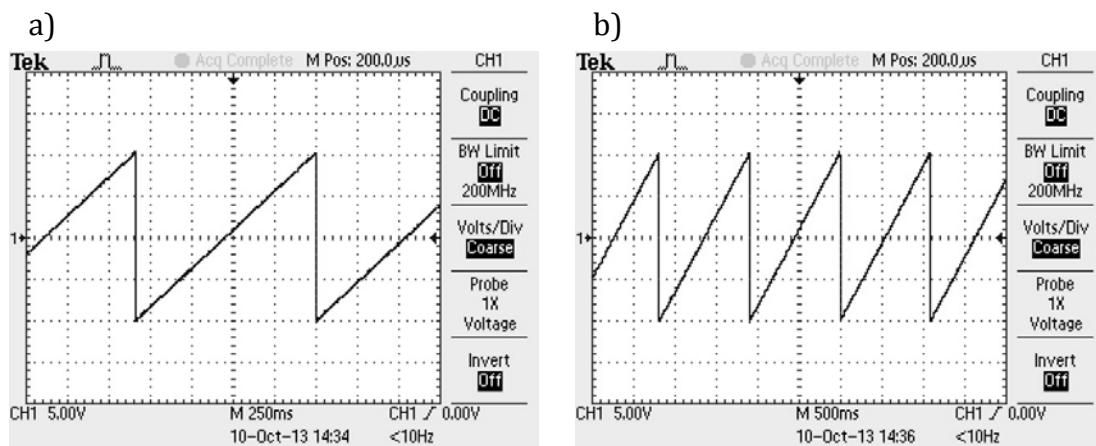 a)
Tek Acq Complete M Pos: 200.0us CH1
Coupling
DC
BW Limit
Off
200MHz
Volts/Div
Coarse
Probe
1X
Voltage
Invert
Off
1
CH1 5.00V M 250ms CH1 / 0.00V
10-Oct-13 14:34 <10Hz
b)
Tek Acq Complete M Pos: 200.0us CH1
Coupling
DC
BW Limit
Off
200MHz
Volts/Div
Coarse
Probe
1X
Voltage
Invert
Off
1
CH1 5.00V M 500ms CH1 / 0.00V
10-Oct-13 14:36 <10Hz